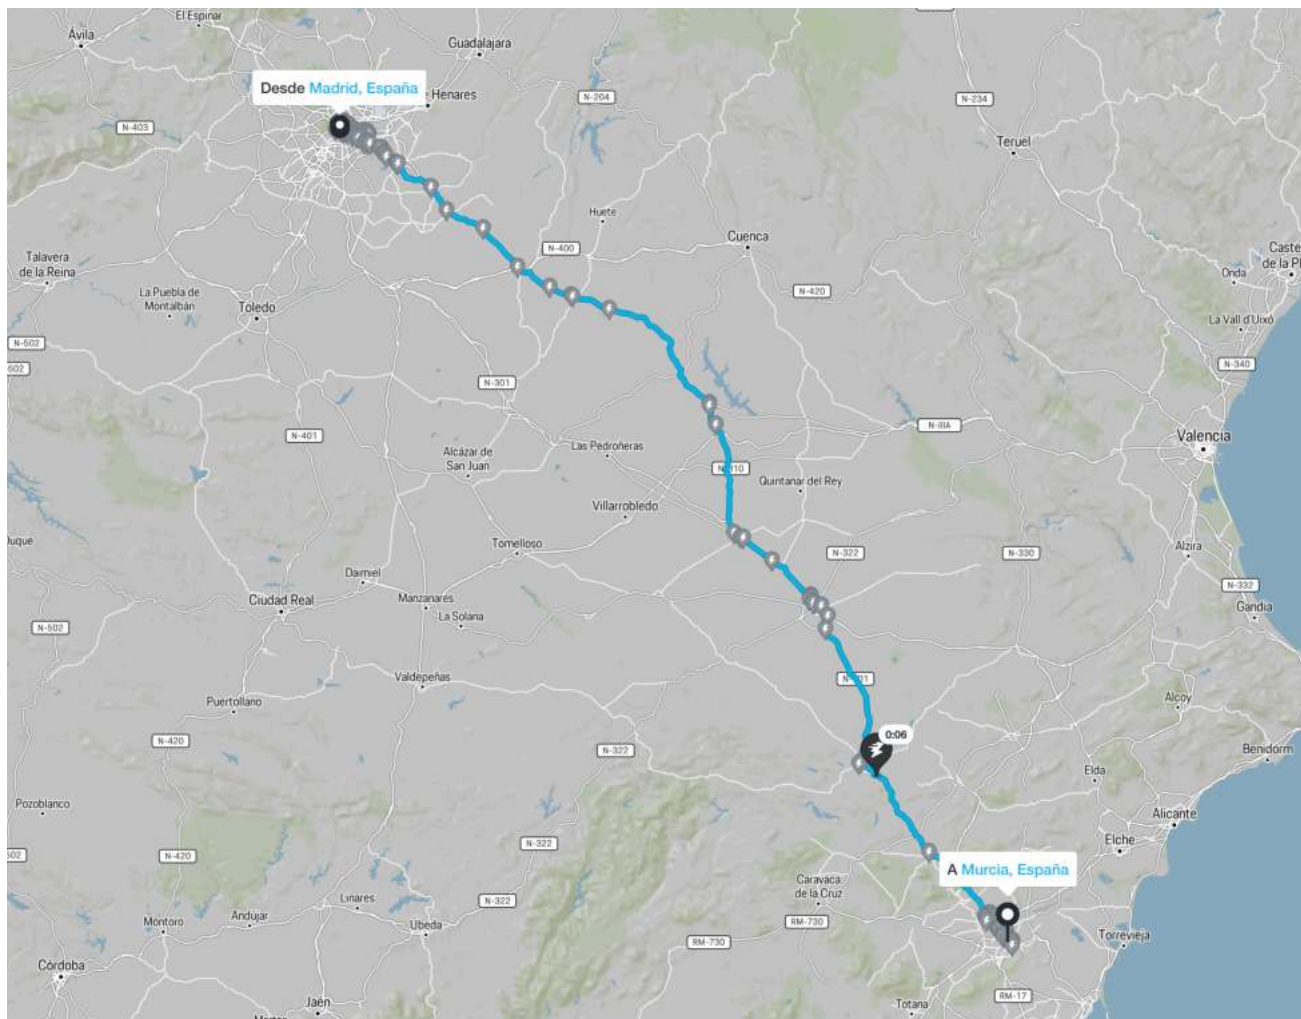 El Espinar
Ávila
Guadalajara
Desde Madrid, España
e Henares
N-204
N-234
N-403
Teruel
Huete
Cuenca
N-400
Talavera
de la Reina
La Puebla de
Montalbán
Toledo
N-420
Onda
Caste
de la Pl
La Vall d'Uixó
N-502
502
N-301
N-340
N-401
Alcázar de
San Juan
Las Pedroñeras
N-IIIA
Valencia
Quintanar del Rey
Villarrobledo
Tomelloso
N-322
N-330
Alzira
Daimiel
N-332
Ciudad Real
Manzanares
La Solana
Gandia
N-502
Valdepeñas
Puertollano
Alcoy
N-420
N-322
0:06
Benidorm
Elda
Pozoblanco
Alicante
N-322
Elche
502
N-420
A Murcia, España
Caravaca
de la Cruz
Linares
N-322
Montoro
Andújar
Úbeda
RM-730
RM-730
Torrevieja
Córdoba
Jaén
Totana
RM-17